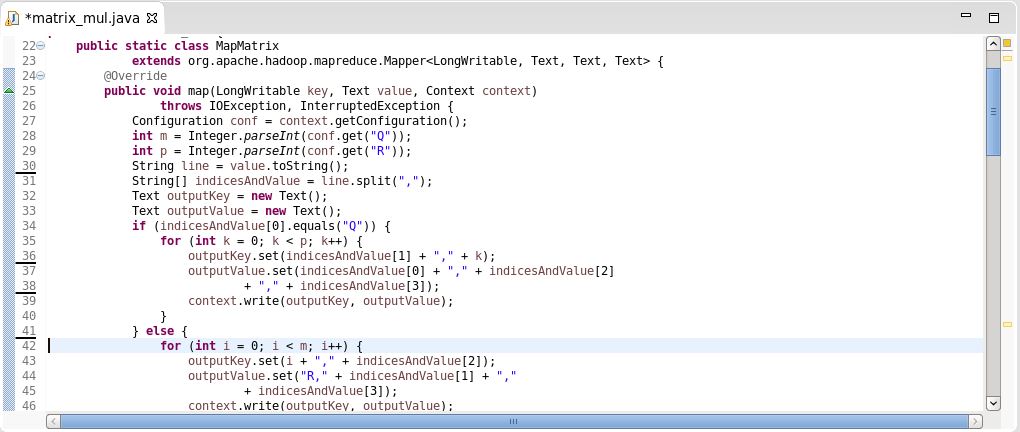 *matrix_mul.java
22 public static class MapMatrix
23 extends org.apache.hadoop.mapreduce.Mapper<LongWritable, Text, Text, Text> {
24 @Override
25 public void map(LongWritable key, Text value, Context context)
26 throws IOException, InterruptedException {
27 Configuration conf = context.getConfiguration();
28 int m = Integer.parseInt(conf.get("Q"));
29 int p = Integer.parseInt(conf.get("R"));
30 String line = value.toString();
31 String[] indicesAndValue = line.split(",");
32 Text outputKey = new Text();
33 Text outputValue = new Text();
34 if (indicesAndValue[0].equals("Q")) {
35 for (int k = 0; k < p; k++) {
36 outputKey.set(indicesAndValue[1] + "," + k);
37 outputValue.set(indicesAndValue[0] + "," + indicesAndValue[2]
38 + "," + indicesAndValue[3]);
39 context.write(outputKey, outputValue);
40 }
41 } else {
42 for (int i = 0; i < m; i++) {
43 outputKey.set(i + "," + indicesAndValue[2]);
44 outputValue.set("R," + indicesAndValue[1] + ","
45 + indicesAndValue[3]);
46 context.write(outputKey, outputValue);